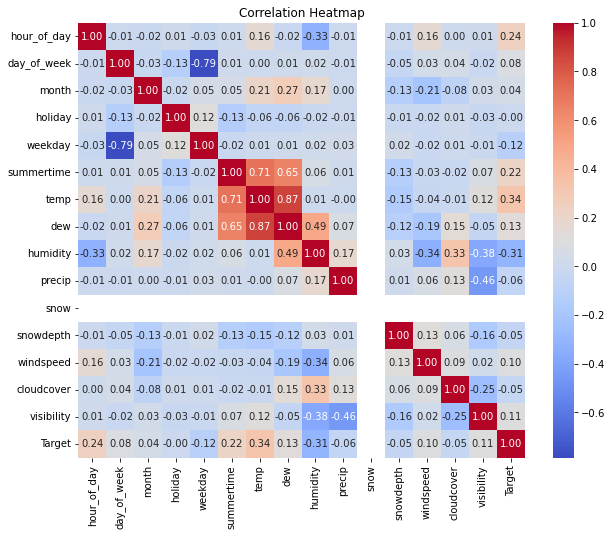 Correlation Heatmap
hour_of_day 1.00 -0.01 -0.02 0.01 -0.03 0.01 0.16 -0.02 -0.33 -0.01 -0.01 0.16 0.00 0.01 0.24
day_of_week -0.01 1.00 -0.03 -0.13 -0.79 0.01 0.00 0.01 0.02 -0.01 -0.05 0.03 0.04 -0.02 0.08
month -0.02 -0.03 1.00 -0.02 0.05 0.05 0.21 0.27 0.17 0.00 -0.13 -0.21 -0.08 0.03 0.04
holiday 0.01 -0.13 -0.02 1.00 0.12 -0.13 -0.06 -0.06 -0.02 -0.01 -0.01 -0.02 0.01 -0.03 -0.00
weekday -0.03 -0.79 0.05 0.12 1.00 -0.02 0.01 0.01 0.02 0.03 0.02 -0.02 0.01 -0.01 -0.12
summertime 0.01 0.01 0.05 -0.13 -0.02 1.00 0.71 0.65 0.06 0.01 -0.13 -0.03 -0.02 0.07 0.22
temp 0.16 0.00 0.21 -0.06 0.01 0.71 1.00 0.87 0.01 -0.00 -0.15 -0.04 -0.01 0.12 0.34
dew -0.02 0.01 0.27 -0.06 0.01 0.65 0.87 1.00 0.49 0.07 -0.12 -0.19 0.15 -0.05 0.13
humidity -0.33 0.02 0.17 -0.02 0.02 0.06 0.01 0.49 1.00 0.17 0.03 -0.34 0.33 -0.38 -0.31
precip -0.01 -0.01 0.00 -0.01 0.03 0.01 -0.00 0.07 0.17 1.00 0.01 0.06 0.13 -0.46 -0.06
snow
snowdepth -0.01 -0.05 -0.13 -0.01 0.02 -0.13 -0.15 -0.12 0.03 0.01 1.00 0.13 0.06 -0.16 -0.05
windspeed 0.16 0.03 -0.21 -0.02 -0.02 -0.03 -0.04 -0.19 -0.34 0.06 0.13 1.00 0.09 0.02 0.10
cloudcover 0.00 0.04 -0.08 0.01 0.01 -0.02 -0.01 0.15 0.33 0.13 0.06 0.09 1.00 -0.25 -0.05
visibility 0.01 -0.02 0.03 -0.03 -0.01 0.07 0.12 -0.05 -0.38 -0.46 -0.16 0.02 -0.25 1.00 0.11
Target 0.24 0.08 0.04 -0.00 -0.12 0.22 0.34 0.13 -0.31 -0.06 -0.05 0.10 -0.05 0.11 1.00
hour_of_day
day_of_week
month
holiday
weekday
summertime
temp
dew
humidity
precip
snow
snowdepth
windspeed
cloudcover
visibility
Target
1.0
0.8
0.6
0.4
0.2
0.0
-0.2
-0.4
-0.6